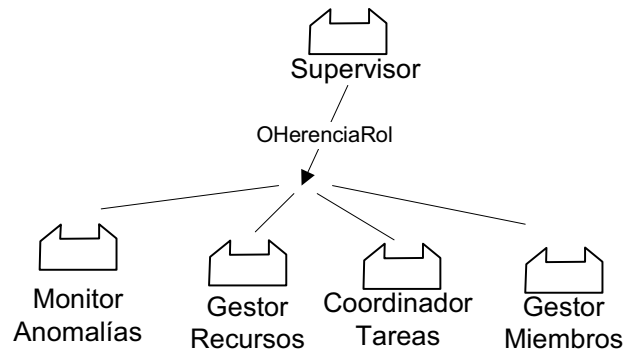 Supervisor
OHerenciaRol
Monitor
Anomalías
Gestor
Recursos
Coordinador
Tareas
Gestor
Miembros